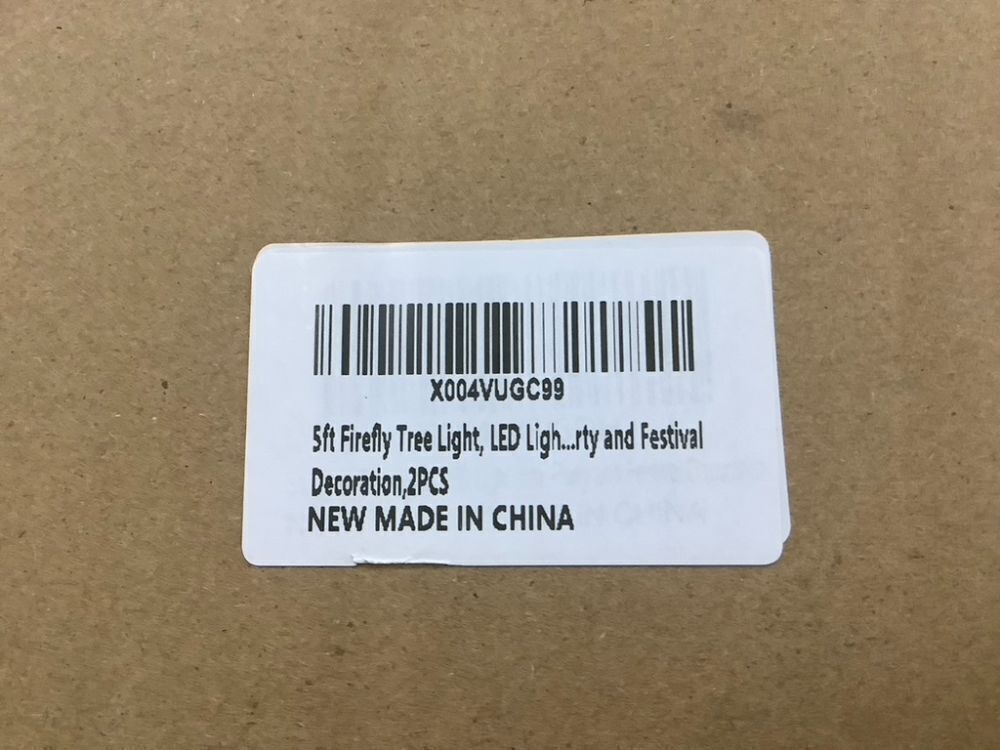 X004VUGC99
5ft Firefly Tree Light, LED Ligh...rty and Festival
Decoration,2PCS
NEW MADE IN CHINA